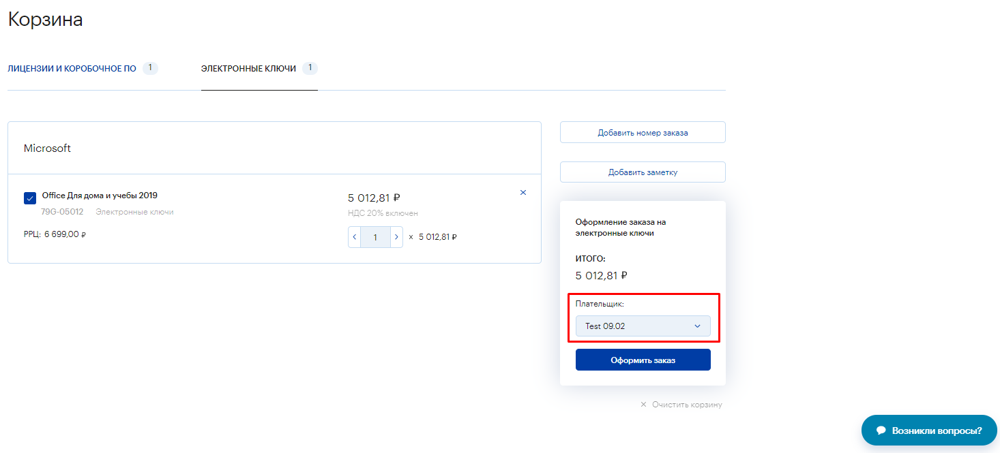 Корзина
ЛИЦЕНЗИИ И КОРОБОЧНОЕ ПО 1
ЭЛЕКТРОННЫЕ КЛЮЧИ 1
Microsoft
Office Для дома и учебы 2019
79G-05012 Электронные ключи
РРЦ: 6 699,00 ₽
5 012,81 ₽
НДС 20% включен
1 x 5 012,81 ₽
Добавить номер заказа
Добавить заметку
Оформление заказа на
электронные ключи
ИТОГО:
5 012,81 ₽
Плательщик:
Test 09.02
Оформить заказ
Очистить корзину
Возникли вопросы?